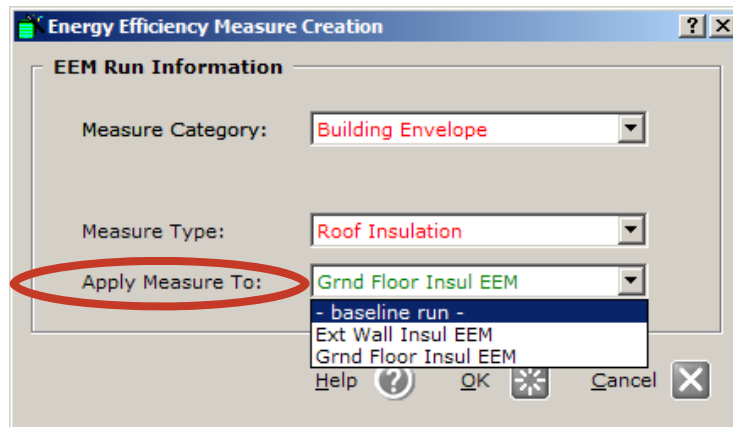 Energy Efficiency Measure Creation
EEM Run Information
Measure Category: Building Envelope
Measure Type: Roof Insulation
Apply Measure To: Grnd Floor Insul EEM
- baseline run -
Ext Wall Insul EEM
Grnd Floor Insul EEM
Help ? OK Cancel